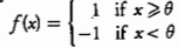 f(x) = { 1 if x ⩾ θ
−1 if x < θ